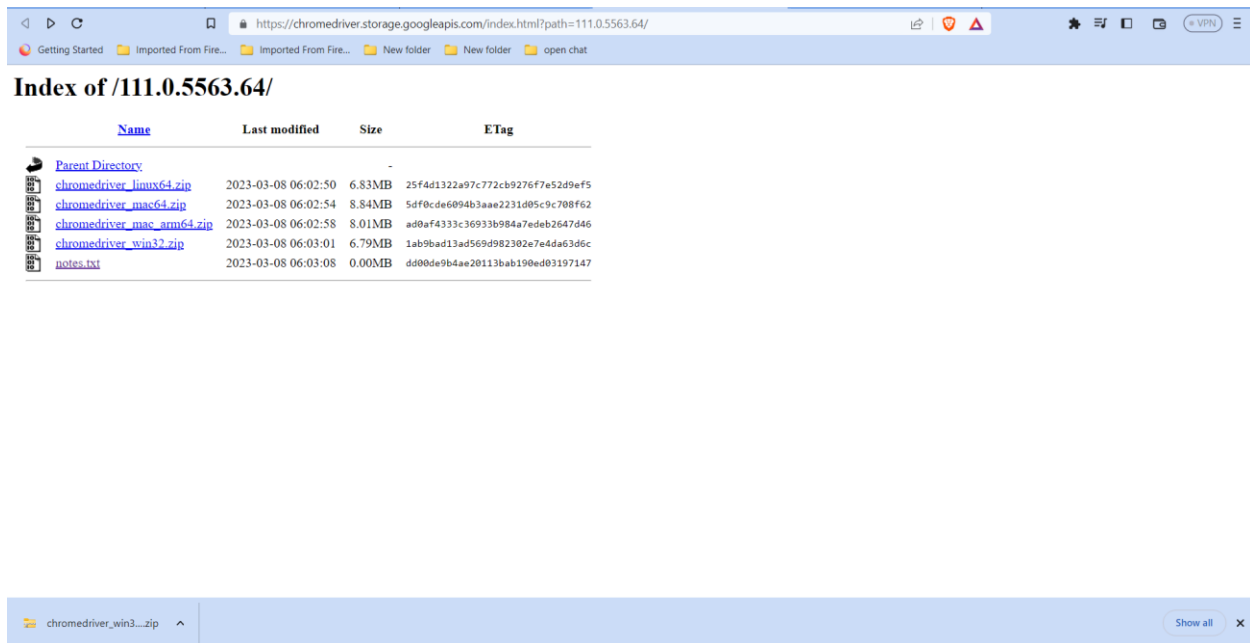 https://chromedriver.storage.googleapis.com/index.html?path=111.0.5563.64/
VPN
Getting Started Imported From Fire... Imported From Fire... New folder New folder open chat
Index of /111.0.5563.64/
Name Last modified Size ETag
Parent Directory -
chromedriver_linux64.zip 2023-03-08 06:02:50 6.83MB 25f4d1322a97c772cb9276f7e52d9ef5
chromedriver_mac64.zip 2023-03-08 06:02:54 8.84MB 5df0cde6094b3aae2231d05c9c708f62
chromedriver_mac_arm64.zip 2023-03-08 06:02:58 8.01MB ad0af4333c36933b984a7edeb2647d46
chromedriver_win32.zip 2023-03-08 06:03:01 6.79MB 1ab9bad13ad569d982302e7e4da63d6c
notes.txt 2023-03-08 06:03:08 0.00MB dd00de9b4ae20113bab190ed03197147
chromedriver_win3....zip Show all